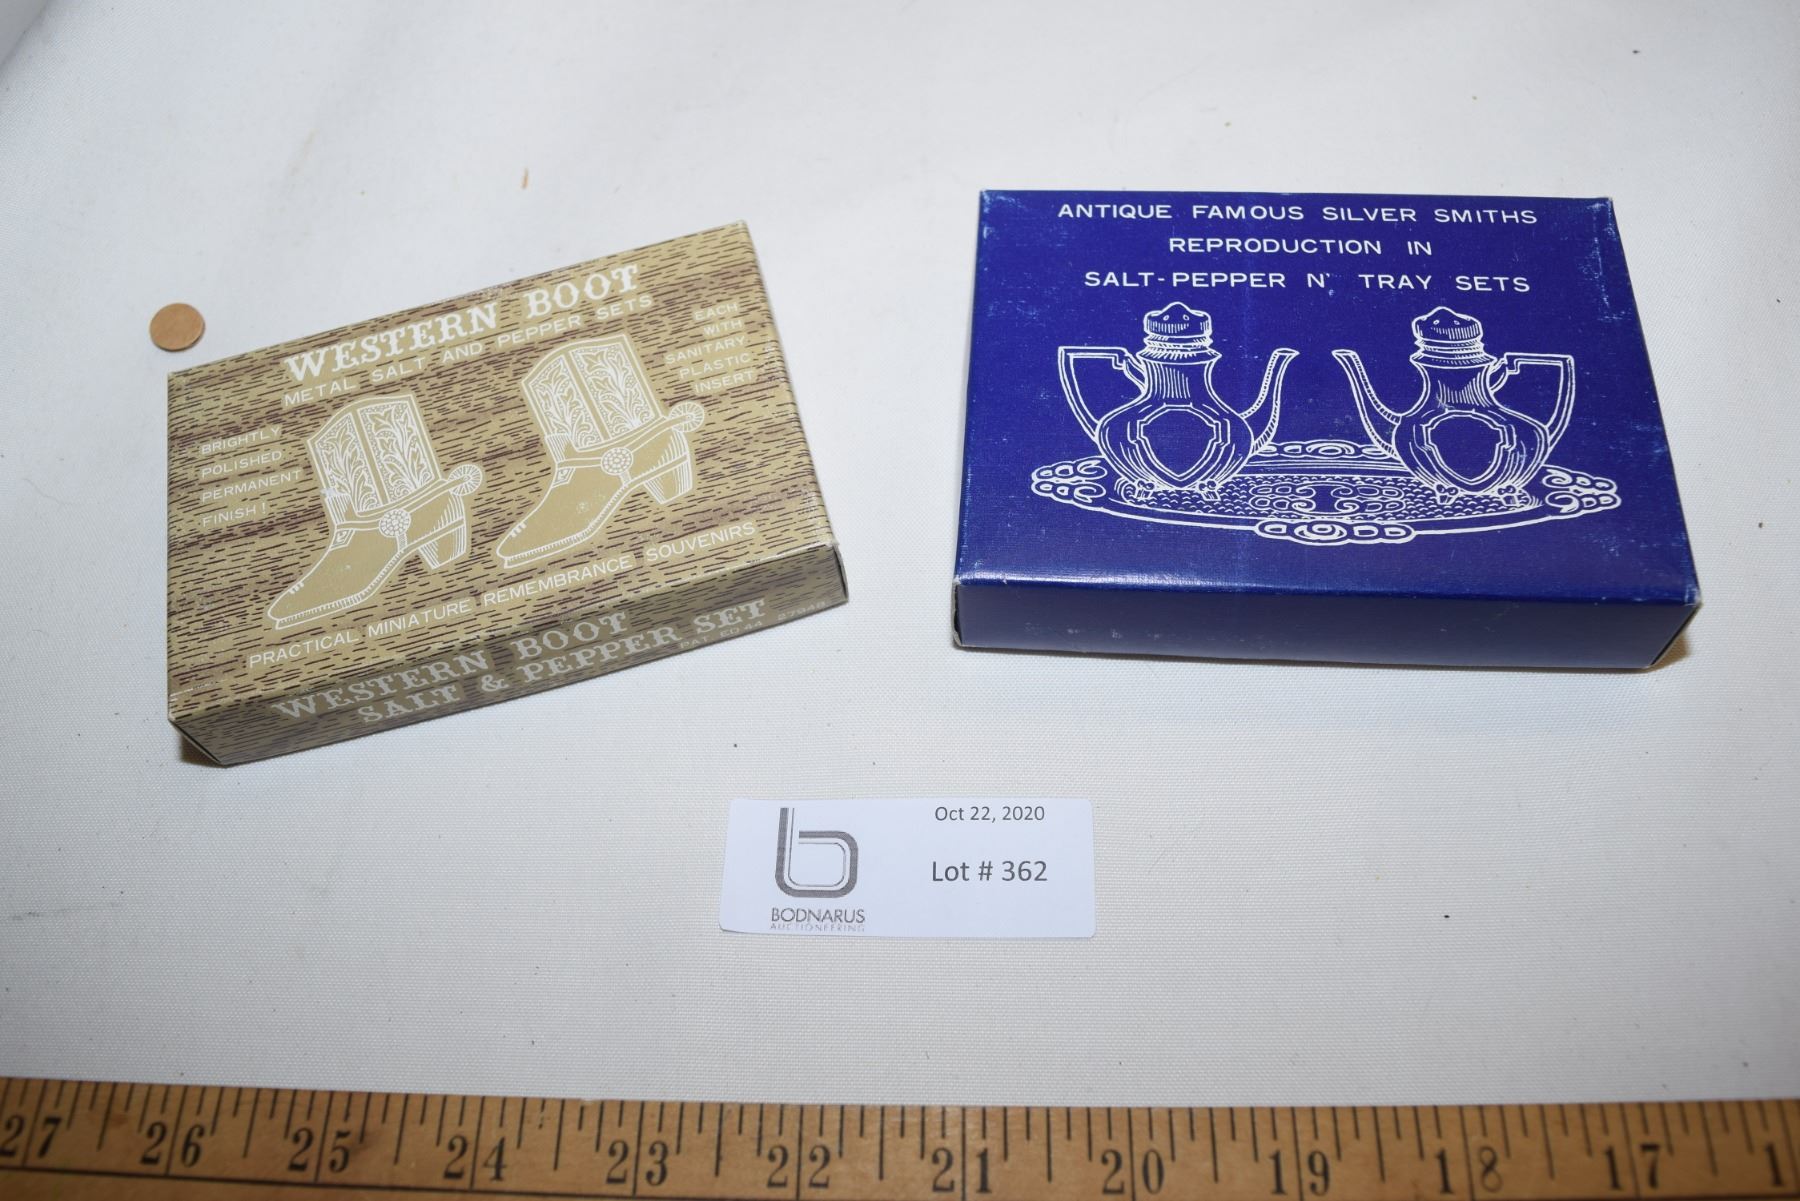 WESTERN BOOT
METAL SALT AND PEPPER SETS
EACH
WITH
SANITARY
PLASTIC
INSERT
BRIGHTLY
POLISHED
PERMANENT
FINISH!
PRACTICAL MINIATURE REMEMBRANCE SOUVENIRS
WESTERN BOOT
SALT & PEPPER SET
ANTIQUE FAMOUS SILVER SMITHS
REPRODUCTION IN
SALT-PEPPER N' TRAY SETS
Oct 22, 2020
Lot # 362
b
BODNARUS
AUCTIONEERING
27 26 25 24 23 22 21 20 19 18 17 1